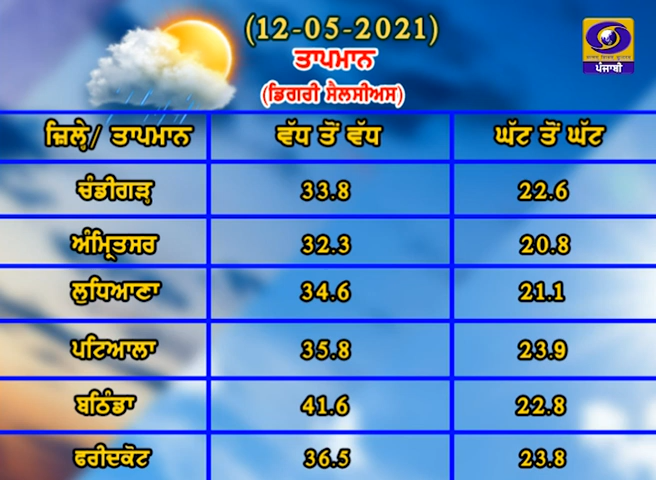 (12-05-2021)
ਤਾਪਮਾਨ
(ਡਿਗਰੀ ਸੈਲਸੀਅਸ)
ਪੰਜਾਬੀ
ਜ਼ਿਲ੍ਹੇ/ ਤਾਪਮਾਨ ਵੱਧ ਤੋਂ ਵੱਧ ਘੱਟ ਤੋਂ ਘੱਟ
ਚੰਡੀਗੜ੍ਹ 33.8 22.6
ਅੰਮ੍ਰਿਤਸਰ 32.3 20.8
ਲੁਧਿਆਣਾ 34.6 21.1
ਪਟਿਆਲਾ 35.8 23.9
ਬਠਿੰਡਾ 41.6 22.8
ਫਰੀਦਕੋਟ 36.5 23.8